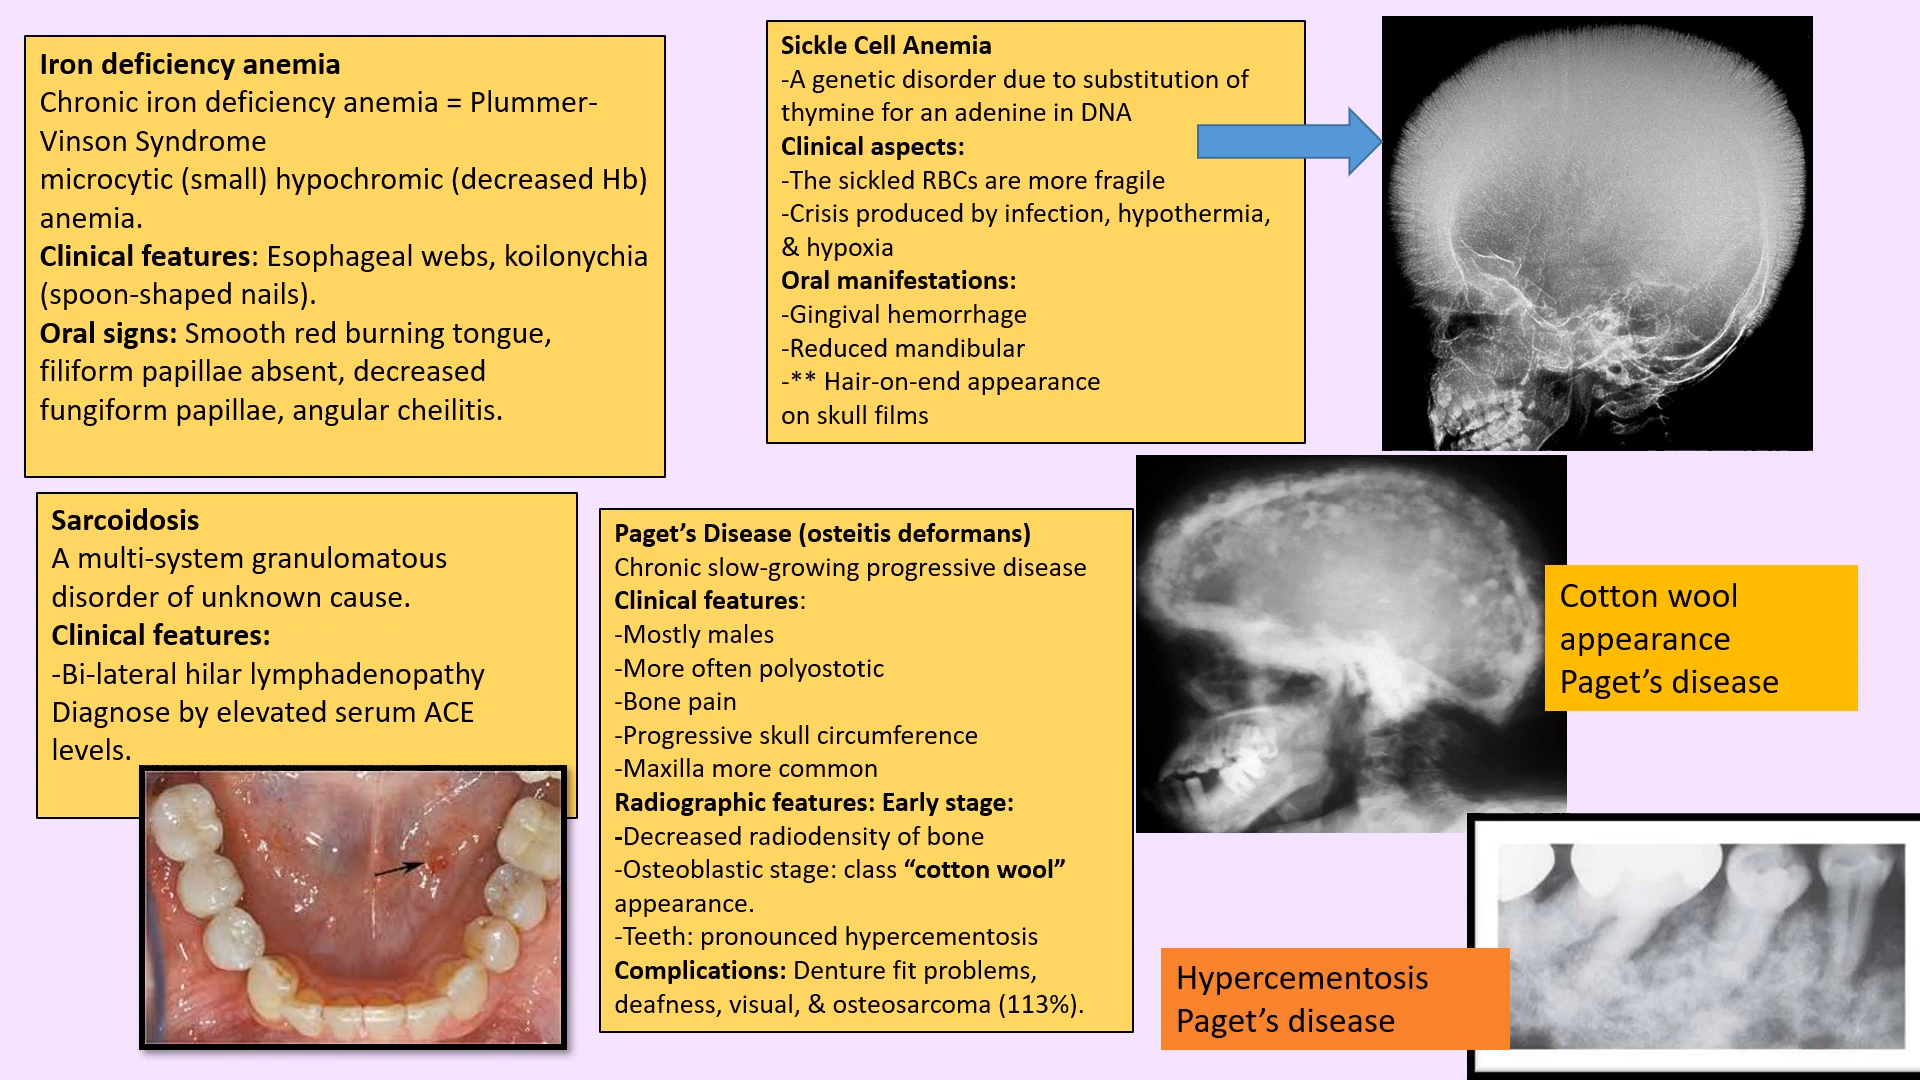 Iron deficiency anemia
Chronic iron deficiency anemia = Plummer-
Vinson Syndrome
microcytic (small) hypochromic (decreased Hb)
anemia.
Clinical features: Esophageal webs, koilonychia
(spoon-shaped nails).
Oral signs: Smooth red burning tongue,
filiform papillae absent, decreased
fungiform papillae, angular cheilitis.
Sickle Cell Anemia
-A genetic disorder due to substitution of
thymine for an adenine in DNA
Clinical aspects:
-The sickled RBCs are more fragile
-Crisis produced by infection, hypothermia,
& hypoxia
Oral manifestations:
-Gingival hemorrhage
-Reduced mandibular
-** Hair-on-end appearance
on skull films
Sarcoidosis
A multi-system granulomatous
disorder of unknown cause.
Clinical features:
-Bi-lateral hilar lymphadenopathy
Diagnose by elevated serum ACE
levels.
Paget’s Disease (osteitis deformans)
Chronic slow-growing progressive disease
Clinical features:
-Mostly males
-More often polyostotic
-Bone pain
-Progressive skull circumference
-Maxilla more common
Radiographic features: Early stage:
-Decreased radiodensity of bone
-Osteoblastic stage: class “cotton wool”
appearance.
-Teeth: pronounced hypercementosis
Complications: Denture fit problems,
deafness, visual, & osteosarcoma (113%).
Cotton wool
appearance
Paget’s disease
Hypercementosis
Paget’s disease